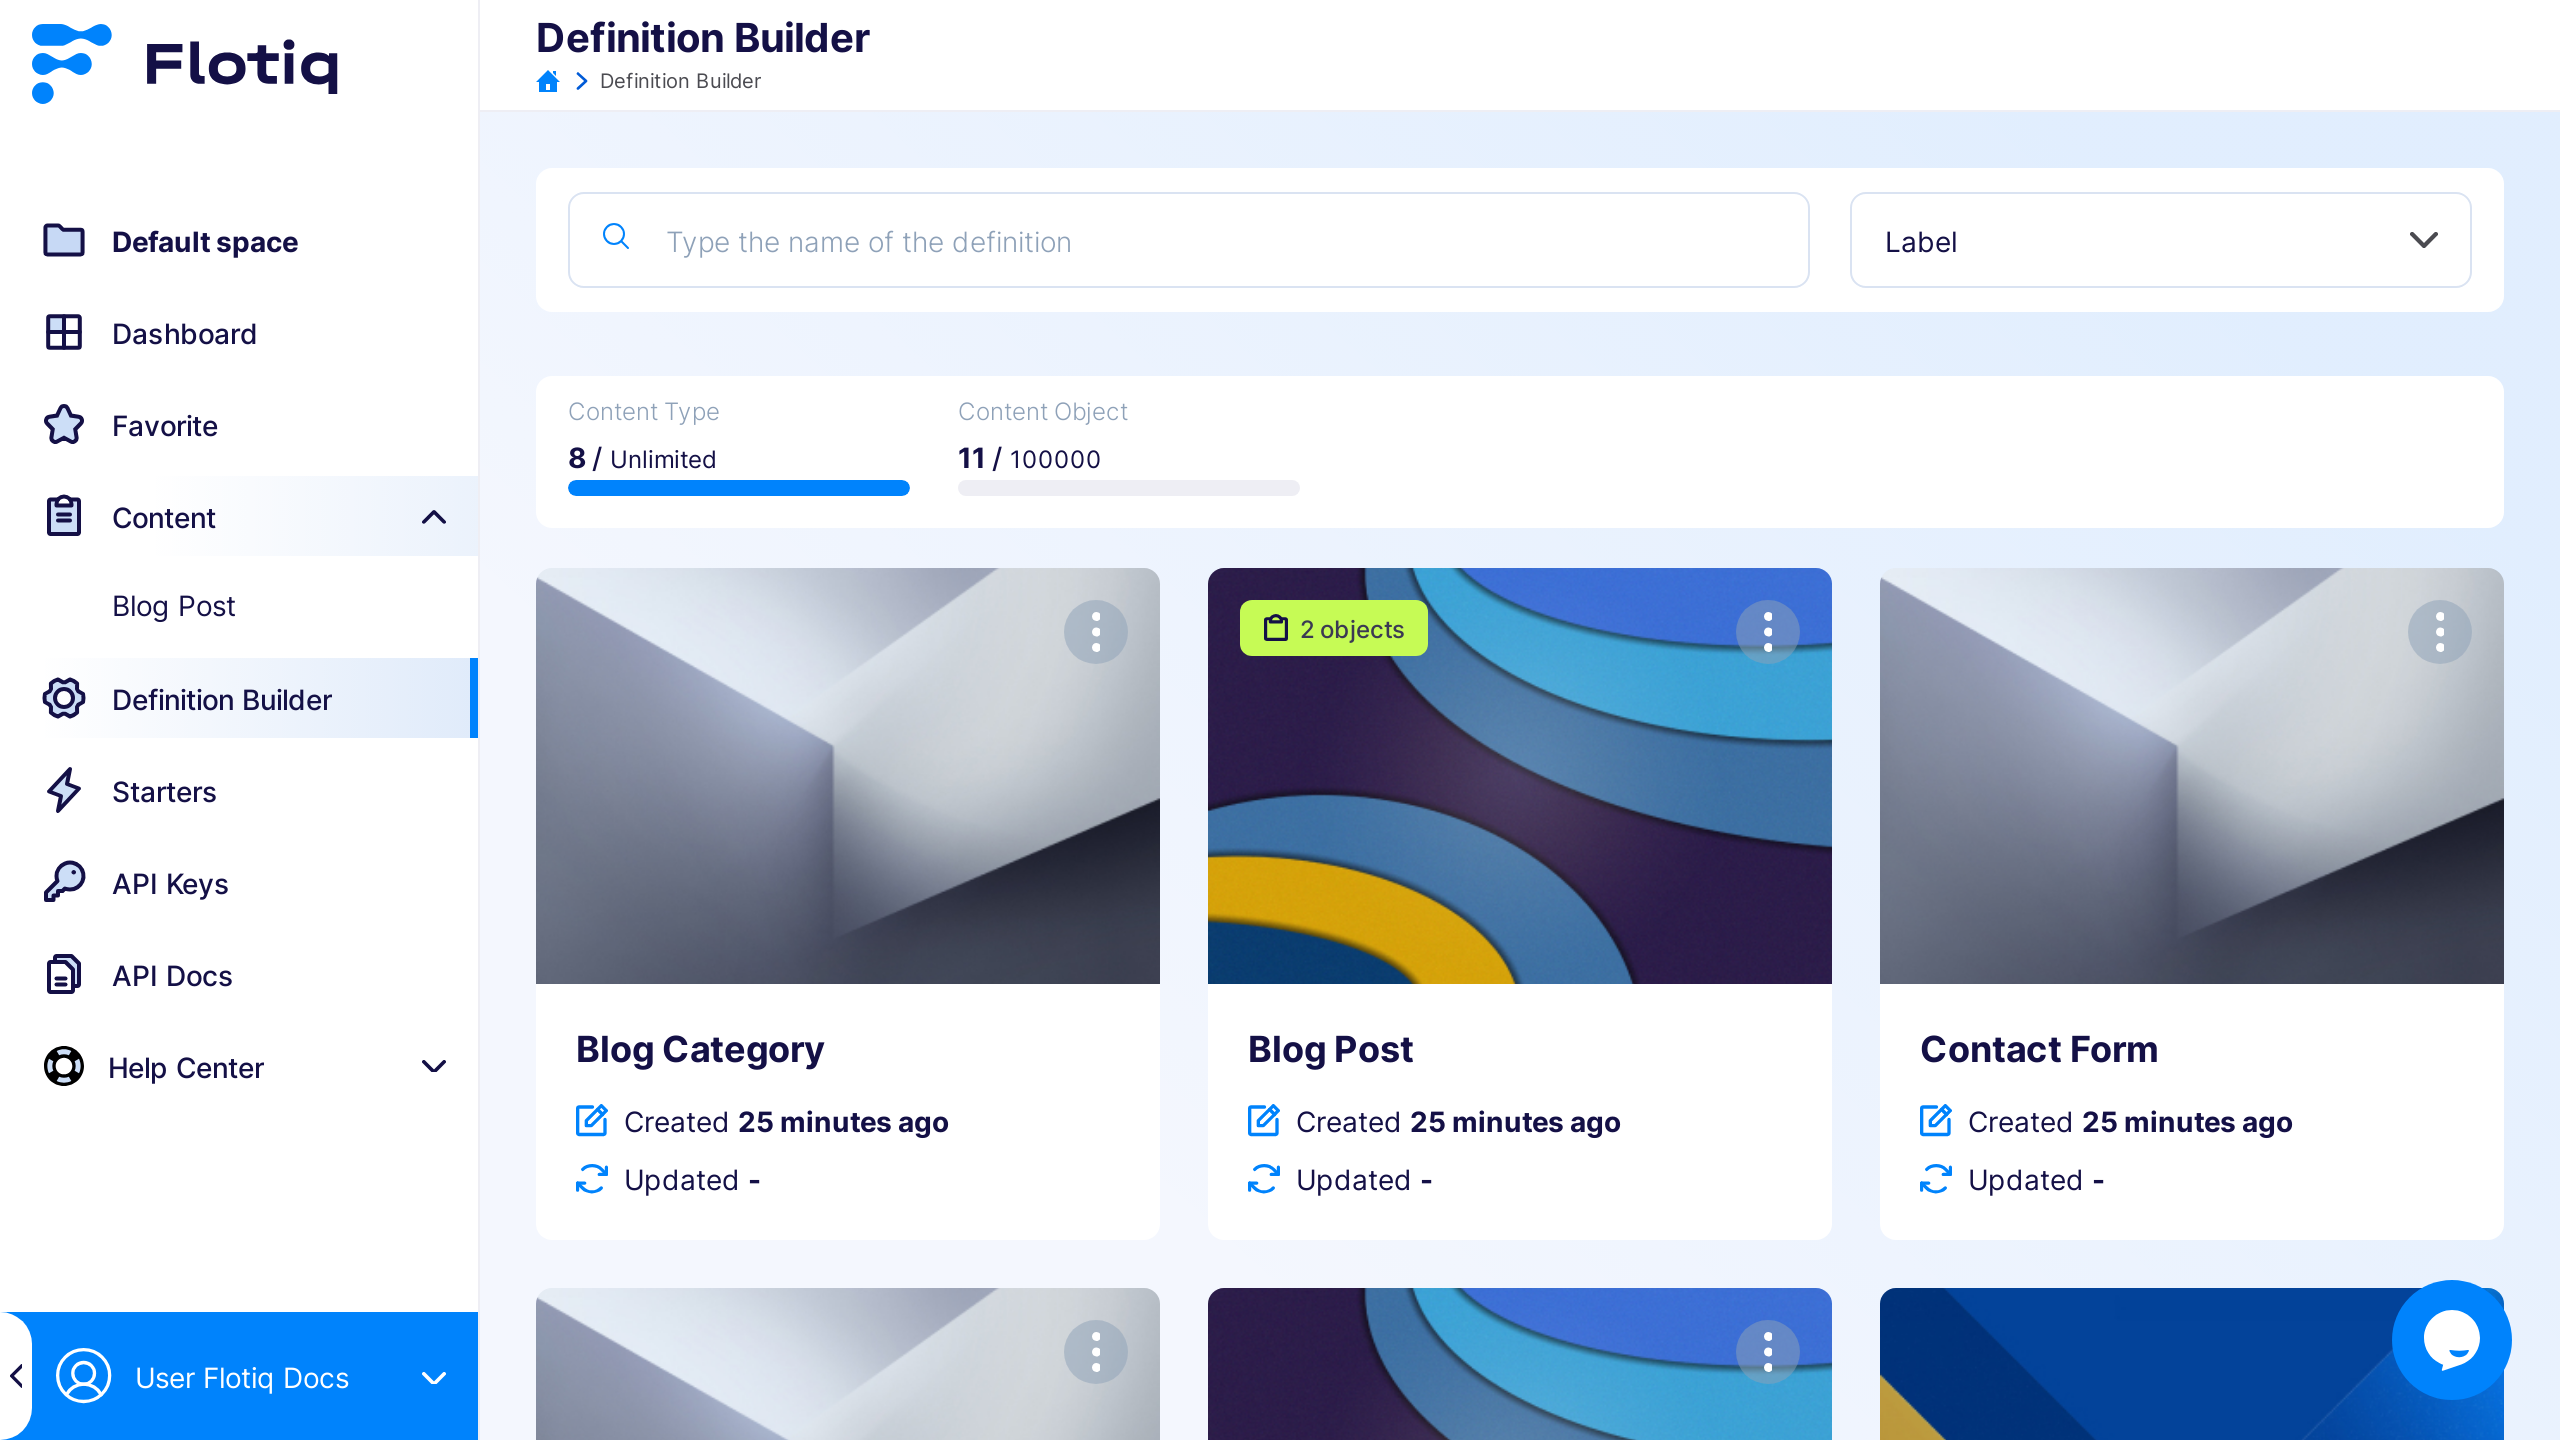 Flotiq
Default space
Dashboard
Favorite
Content
Blog Post
Definition Builder
Starters
API Keys
API Docs
Help Center
User Flotiq Docs
Definition Builder
Definition Builder
Type the name of the definition
Label
Content Type
8 / Unlimited
Content Object
11 / 100000
Blog Category
Created 25 minutes ago
Updated -
2 objects
Blog Post
Created 25 minutes ago
Updated -
Contact Form
Created 25 minutes ago
Updated -